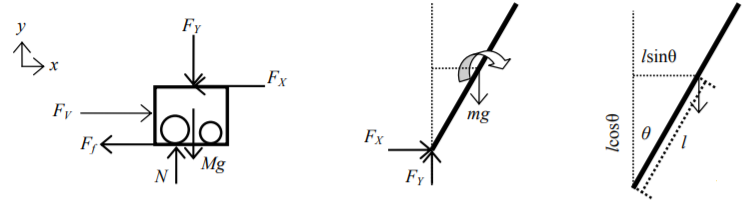 y
x
F_Y
F_X
F_V
F_f
N
Mg
mg
F_X
F_Y
lsinθ
lcosθ
θ
l